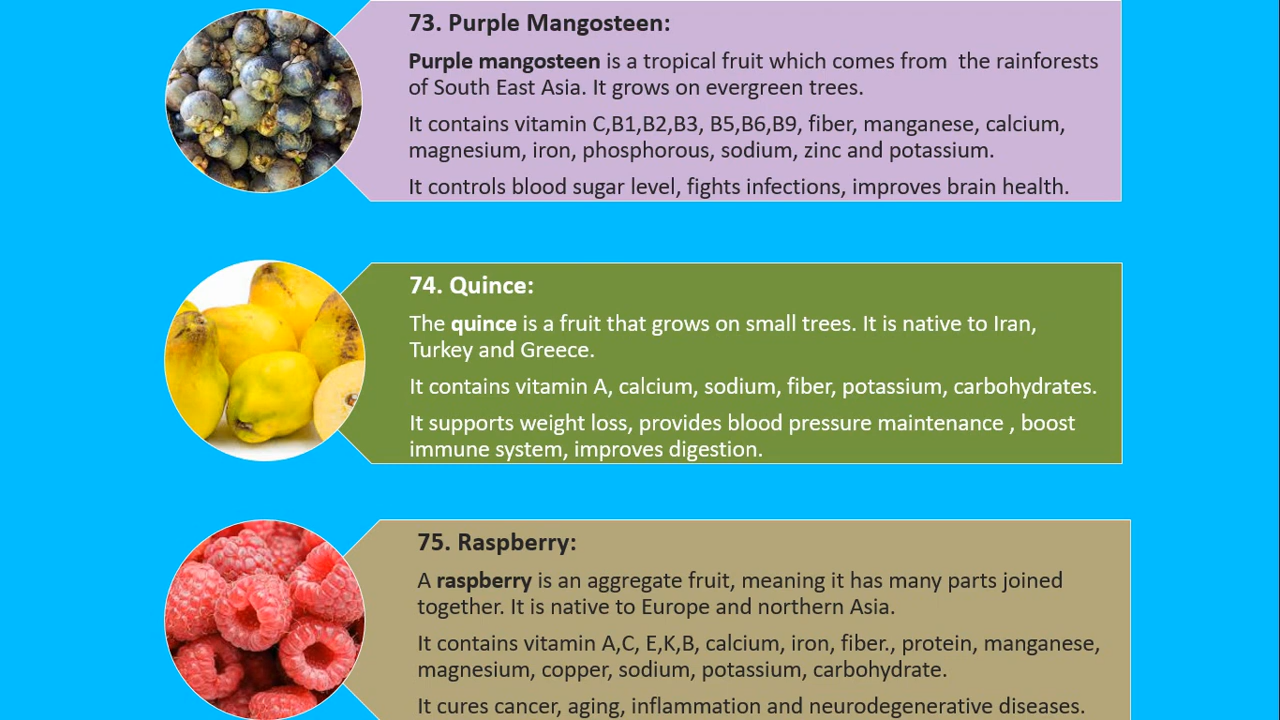 73. Purple Mangosteen:
Purple mangosteen is a tropical fruit which comes from  the rainforests
of South East Asia. It grows on evergreen trees.
It contains vitamin C,B1,B2,B3, B5,B6,B9, fiber, manganese, calcium,
magnesium, iron, phosphorous, sodium, zinc and potassium.
It controls blood sugar level, fights infections, improves brain health.
74. Quince:
The quince is a fruit that grows on small trees. It is native to Iran,
Turkey and Greece.
It contains vitamin A, calcium, sodium, fiber, potassium, carbohydrates.
It supports weight loss, provides blood pressure maintenance , boost
immune system, improves digestion.
75. Raspberry:
A raspberry is an aggregate fruit, meaning it has many parts joined
together. It is native to Europe and northern Asia.
It contains vitamin A,C, E,K,B, calcium, iron, fiber., protein, manganese,
magnesium, copper, sodium, potassium, carbohydrate.
It cures cancer, aging, inflammation and neurodegenerative diseases.